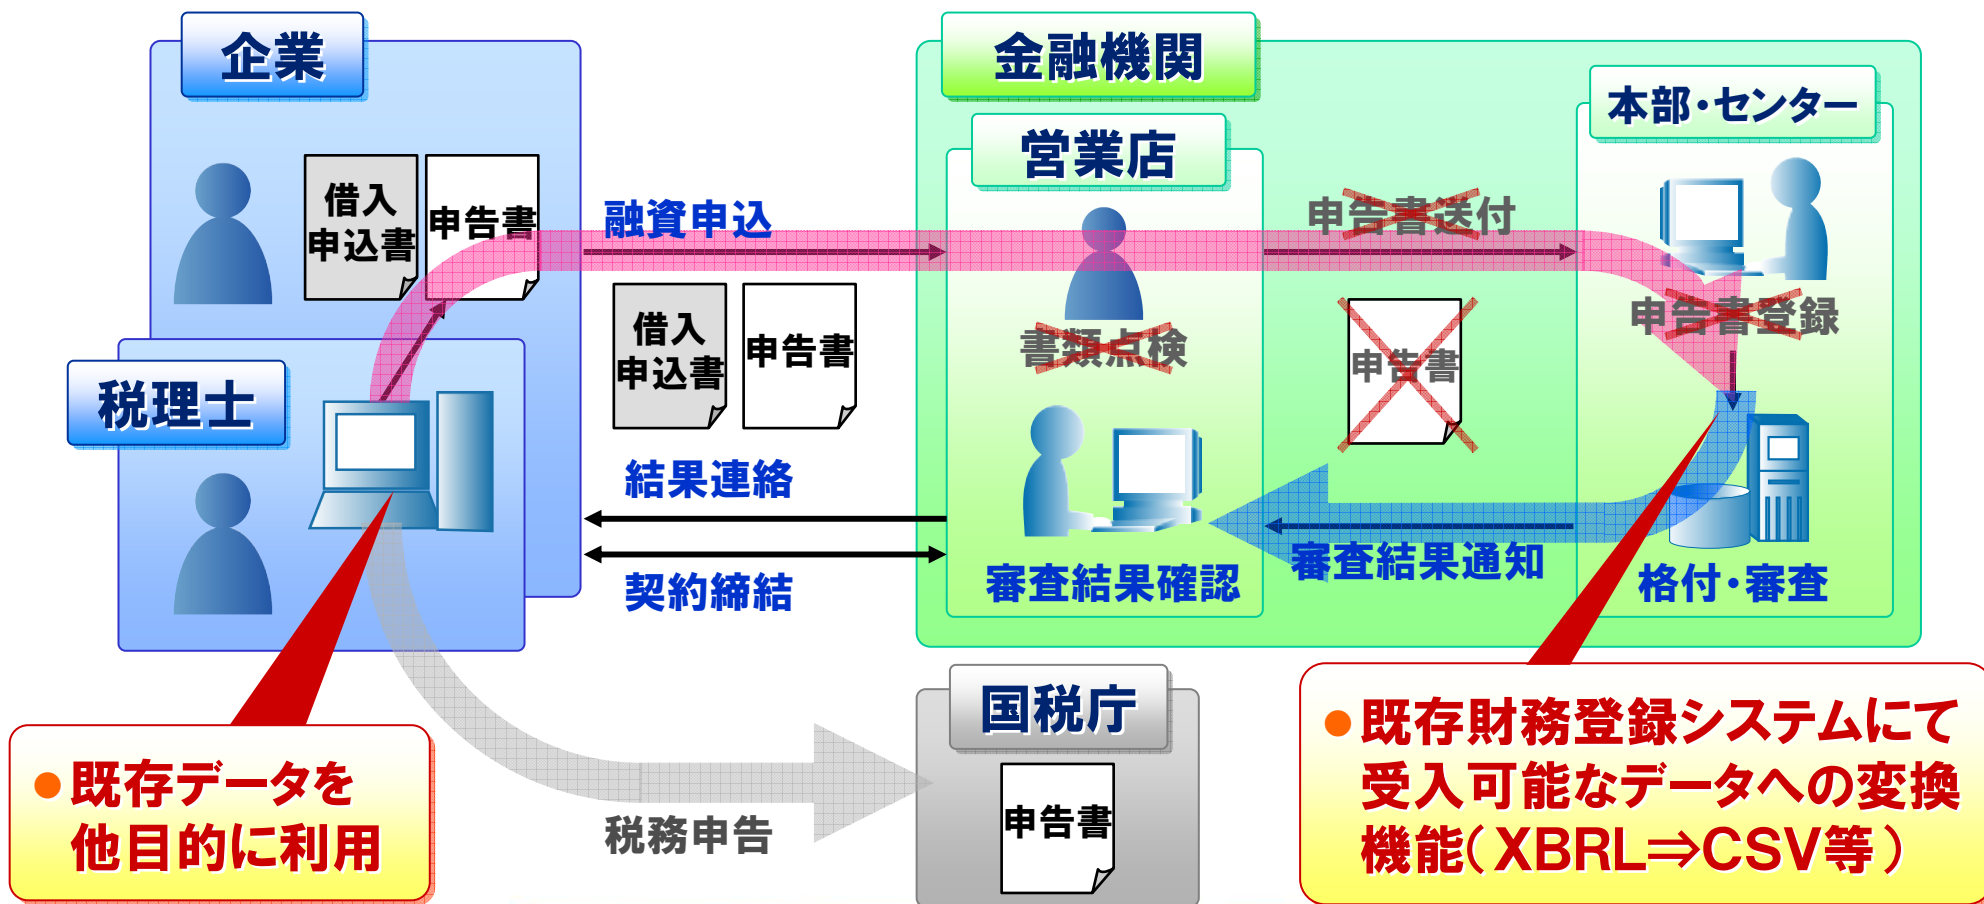 企業
借入
申込書
申告書
税理士
融資申込
借入
申込書
申告書
結果連絡
契約締結
金融機関
営業店
書類点検
審査結果確認
申告書送付
申告書
審査結果通知
本部・センター
申告書登録
格付・審査
税務申告
国税庁
申告書
●既存データを
他目的に利用
●既存財務登録システムにて
受入可能なデータへの変換
機能(XBRL⇒CSV等)